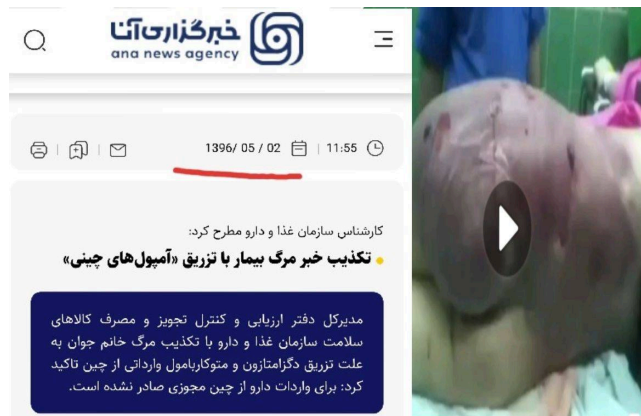 خبرگزاری آنا
ana news agency
1396/ 05 / 02 | 11:55
کارشناس سازمان غذا و دارو مطرح کرد:
تکذیب خبر مرگ بیمار با تزریق «آمپول‌های چینی»
مدیرکل دفتر ارزیابی و کنترل تجویز و مصرف کالاهای
سلامت سازمان غذا و دارو با تکذیب مرگ خانم جوان به
علت تزریق دگزامتازون و متوکاربامول وارداتی از چین تاکید
کرد: برای واردات دارو از چین مجوزی صادر نشده است.